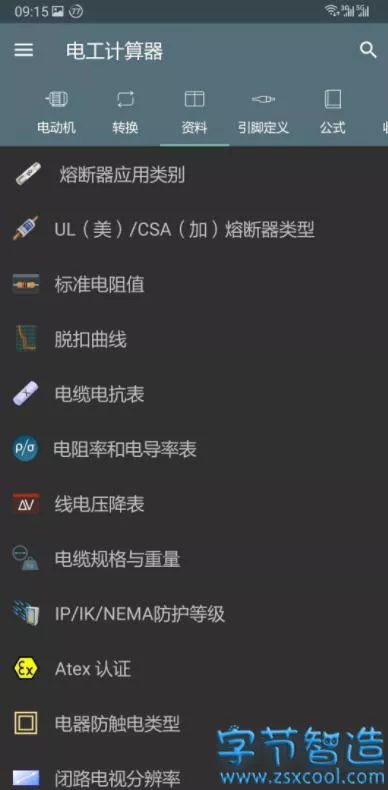 09:15 77 3G 5G
电工计算器
电动机 转换 资料 引脚定义 公式
熔断器应用类别
UL（美）/CSA（加）熔断器类型
标准电阻值
脱扣曲线
电缆电抗表
ρ/σ 电阻率和电导率表
ΔV 线电压降表
电缆规格与重量
IP/IK/NEMA防护等级
Ex Atex 认证
电器防触电类型
闭路电视分辨率
字节智造
www.zsxcool.com